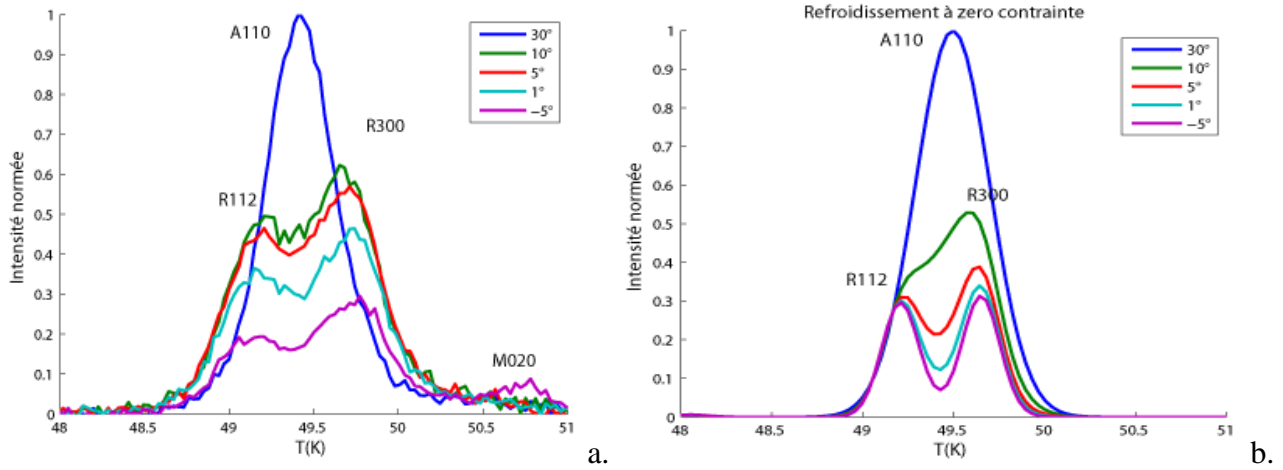 1
0.9
0.8
0.7
0.6
0.5
0.4
0.3
0.2
0.1
0
Intensité normée
A110
R300
R112
M020
30°
10°
5°
1°
−5°
48 48.5 49 49.5 50 50.5 51
T(K)
a.
Refroidissement à zero contrainte
1
0.9
0.8
0.7
0.6
0.5
0.4
0.3
0.2
0.1
0
Intensité normée
A110
R300
R112
30°
10°
5°
1°
−5°
48 48.5 49 49.5 50 50.5 51
T(K)
b.